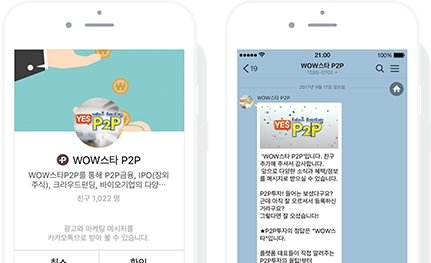 YES P2P
WOW스타 P2P
WOW스타P2P를 통해 P2P금융, IPO(장외
주식), 크라우드펀딩, 바이오기업의 다양…
친구 1,022 명
광고와 마케팅 메시지를
카카오톡으로 받아 볼 수 있습니다.
취소
확인
21:00
100%
19
WOW스타 P2P
1599-0700
2017년 9월 17일 일요일
WOW스타 P2P
YES P2P
"WOW스타 P2P"입니다. 친구
추가해 주셔서 감사합니다.
앞으로 다양한 소식과 혜택/정보
를 메시지로 받으실 수 있습니다.
P2P투자! 들어는 보셨다구요?
근데 아직 잘 모르셔서 등록하신
거라구요?
그렇다면 잘 오셨습니다!
★P2P투자의 정답은 "WOW스
타"입니다.
플랫폼 대표들이 직접 알려주는
P2P투자의 꿀팁부터